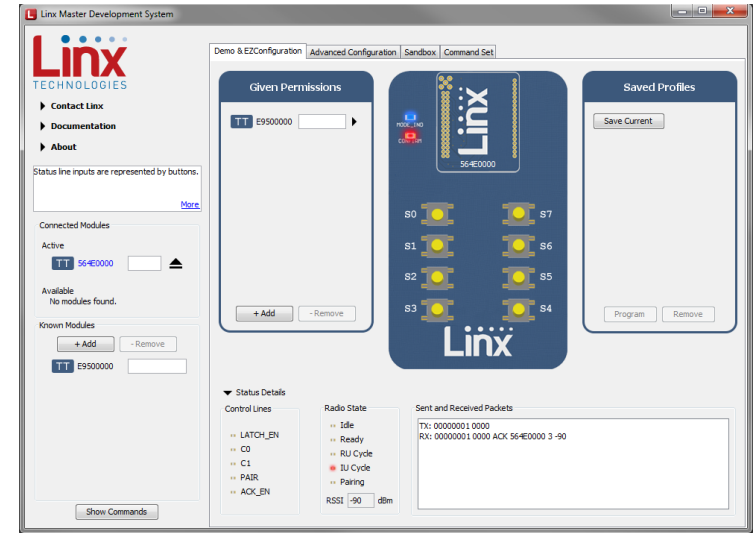 Linx Master Development System
Linx
TECHNOLOGIES
Contact Linx
Documentation
About
Status line inputs are represented by buttons.
More
Connected Modules
Active
TT 564E0000
Available
No modules found.
Known Modules
+ Add
- Remove
TT E9500000
Show Commands
Demo & EZConfiguration
Advanced Configuration
Sandbox
Command Set
Given Permissions
TT E9500000
+ Add
- Remove
MODE_IND
CONFIRM
Linx
564E0000
S0
S7
S1
S6
S2
S5
S3
S4
Linx
Saved Profiles
Save Current
Program
Remove
Status Details
Control Lines
LATCH_EN
C0
C1
PAIR
ACK_EN
Radio State
Idle
Ready
RU Cycle
IU Cycle
Pairing
RSSI -90 dBm
Sent and Received Packets
TX: 00000001 0000
RX: 00000001 0000 ACK 564E0000 3 -90